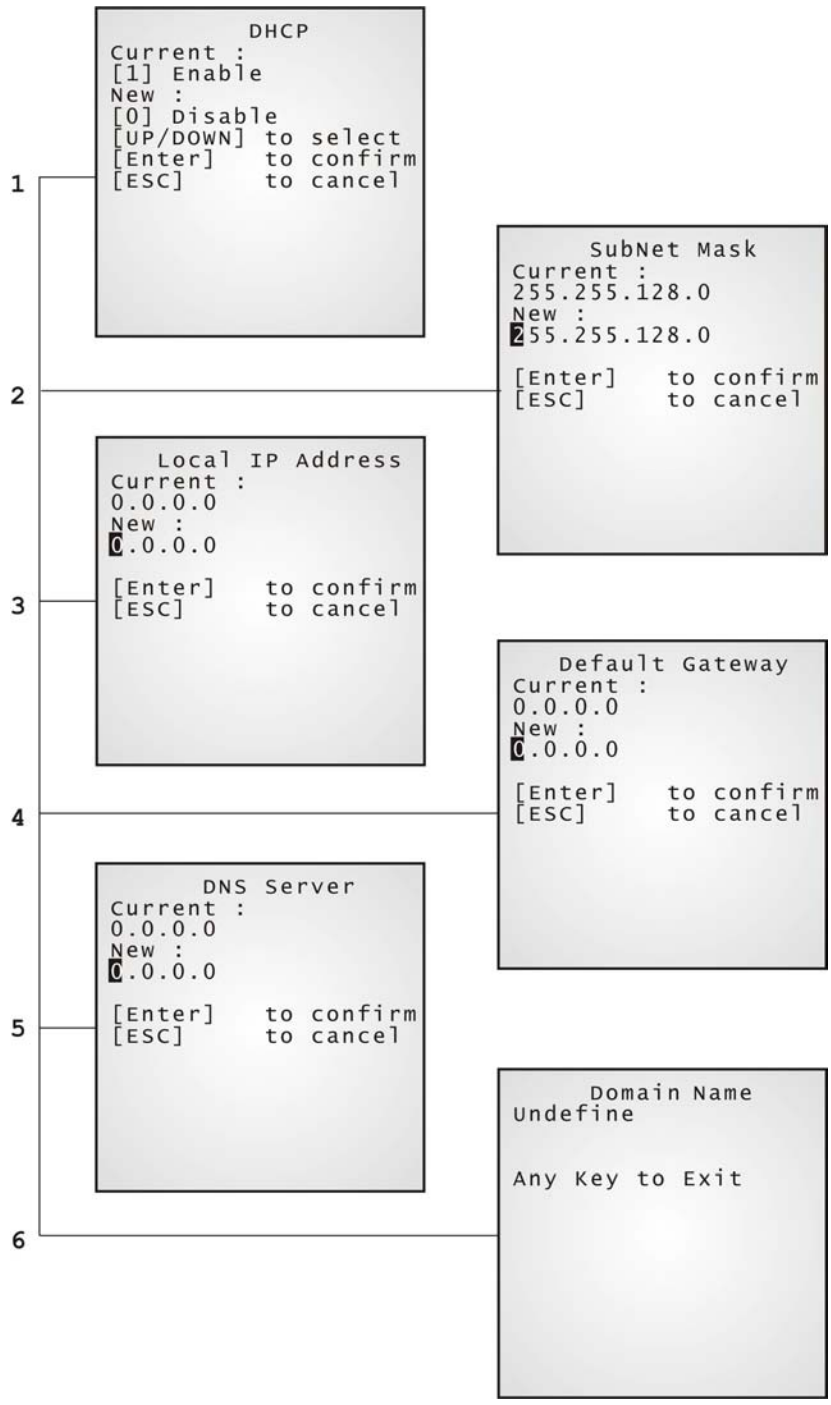 DHCP
Current :
[1] Enable
New :
[0] Disable
[UP/DOWN] to select
[Enter] to confirm
[ESC] to cancel
1
SubNet Mask
Current :
255.255.128.0
New :
255.255.128.0
[Enter] to confirm
[ESC] to cancel
2
Local IP Address
Current :
0.0.0.0
New :
0.0.0.0
[Enter] to confirm
[ESC] to cancel
3
Default Gateway
Current :
0.0.0.0
New :
0.0.0.0
[Enter] to confirm
[ESC] to cancel
4
DNS Server
Current :
0.0.0.0
New :
0.0.0.0
[Enter] to confirm
[ESC] to cancel
5
Domain Name
Undefine
Any Key to Exit
6